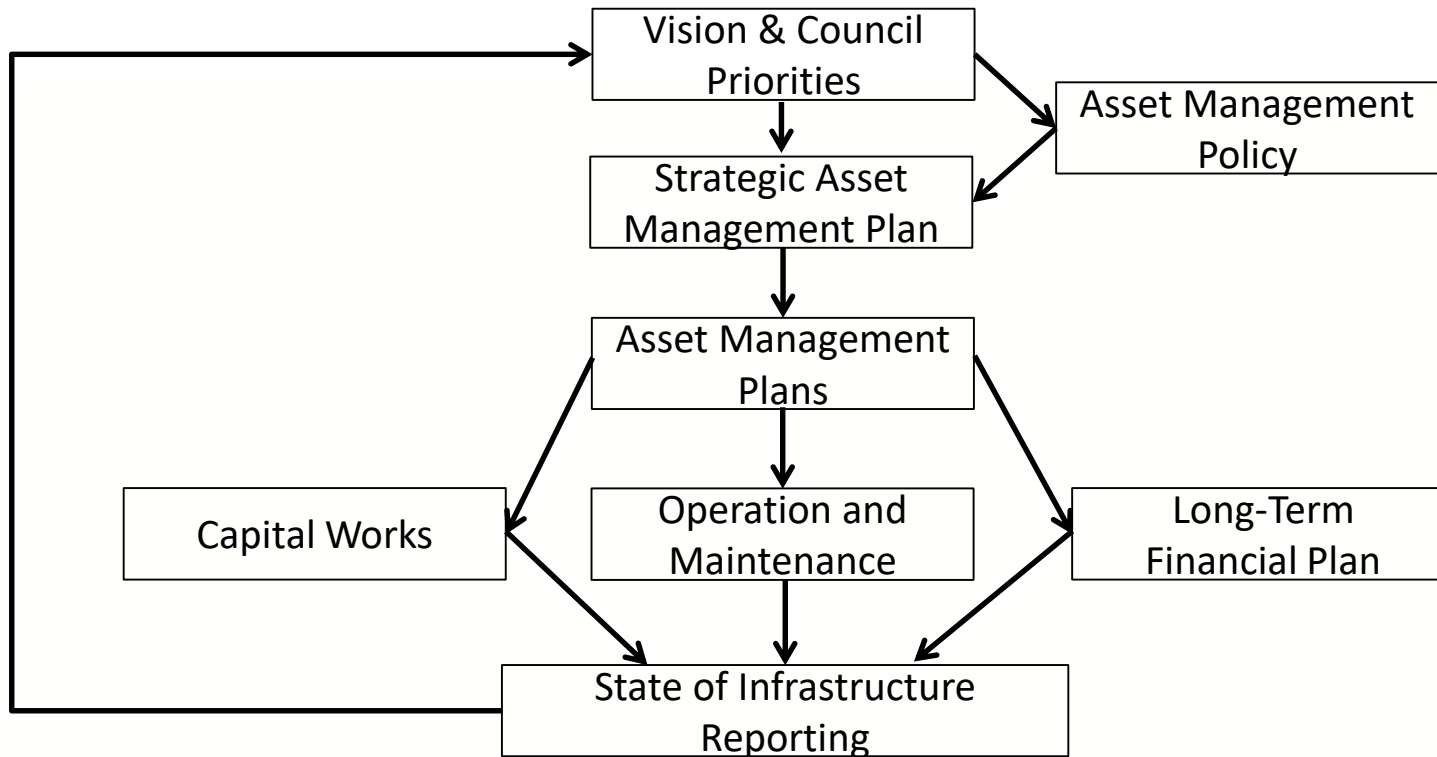 Vision & Council
Priorities
Asset Management
Policy
Strategic Asset
Management Plan
Asset Management
Plans
Capital Works
Operation and
Maintenance
Long-Term
Financial Plan
State of Infrastructure
Reporting